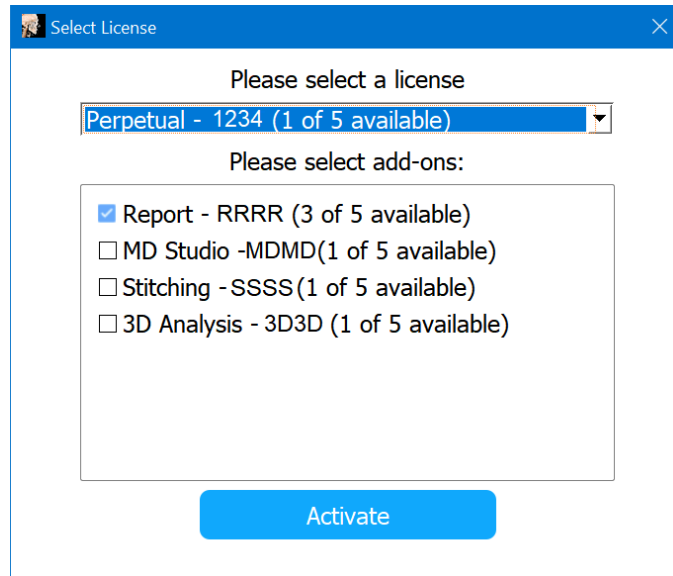 Select License
Please select a license
Perpetual - 1234 (1 of 5 available)
Please select add-ons:
Report - RRRR (3 of 5 available)
MD Studio -MDMD(1 of 5 available)
Stitching -SSSS(1 of 5 available)
3D Analysis - 3D3D (1 of 5 available)
Activate